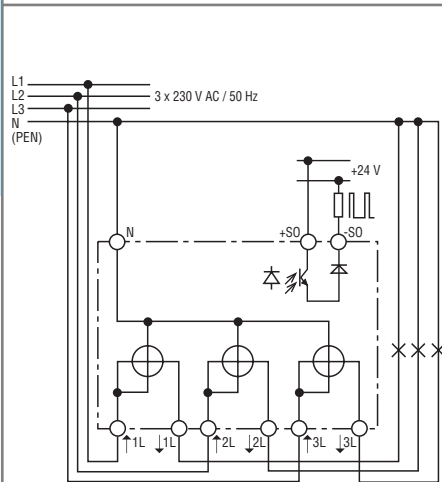 L1
L2
3 x 230 V AC / 50 Hz
L3
N
(PEN)
+24 V
N
+SO
-SO
1L
1L
2L
2L
3L
3L